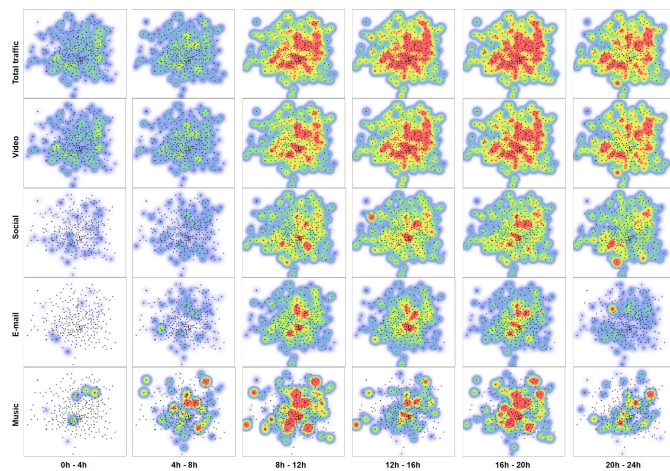 Total traffic
Video
Social
E-mail
Music
0h - 4h
4h - 8h
8h - 12h
12h - 16h
16h - 20h
20h - 24h